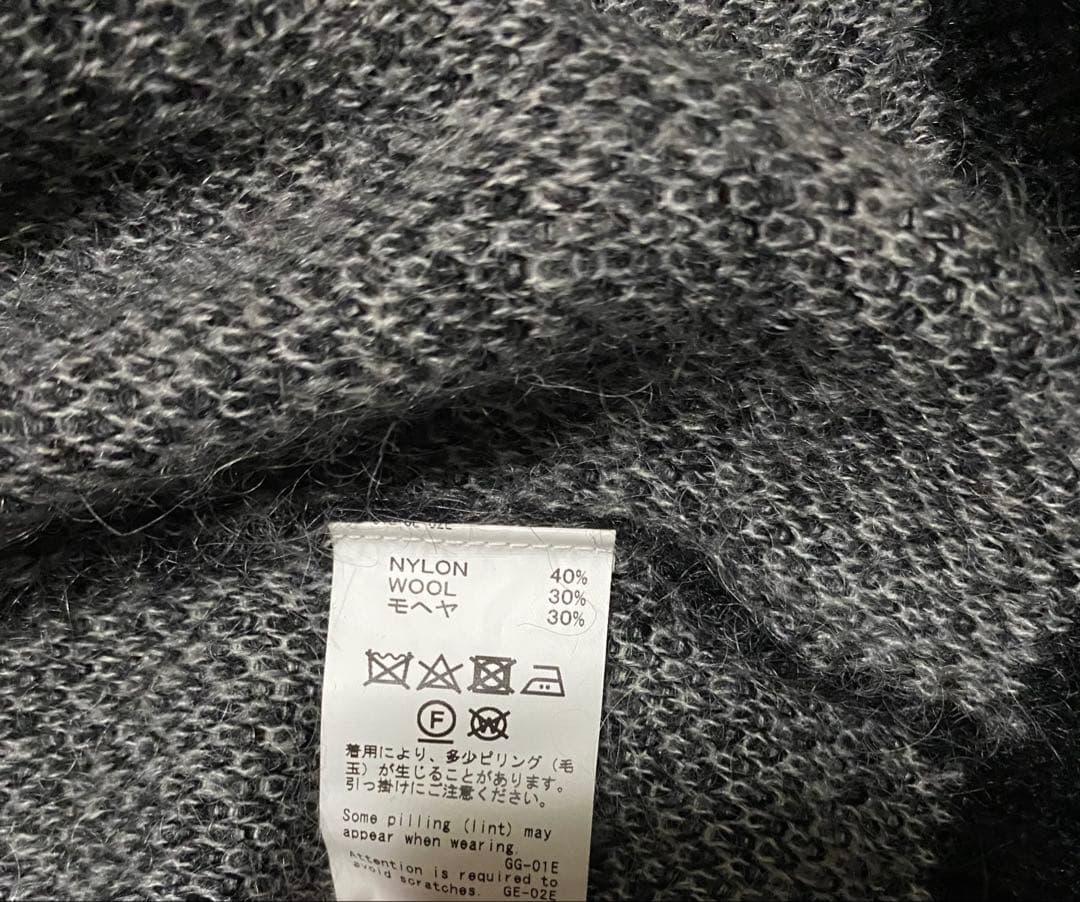 NYLON 40%
WOOL 30%
モヘヤ 30%
F
W
着用により、多少ピリング（毛
玉）が生じることがあります。
引っ掛けにご注意ください。
Some pilling (lint) may
appear when wearing.
GG-01E
Attention is required to
avoid scratches. GE-02E